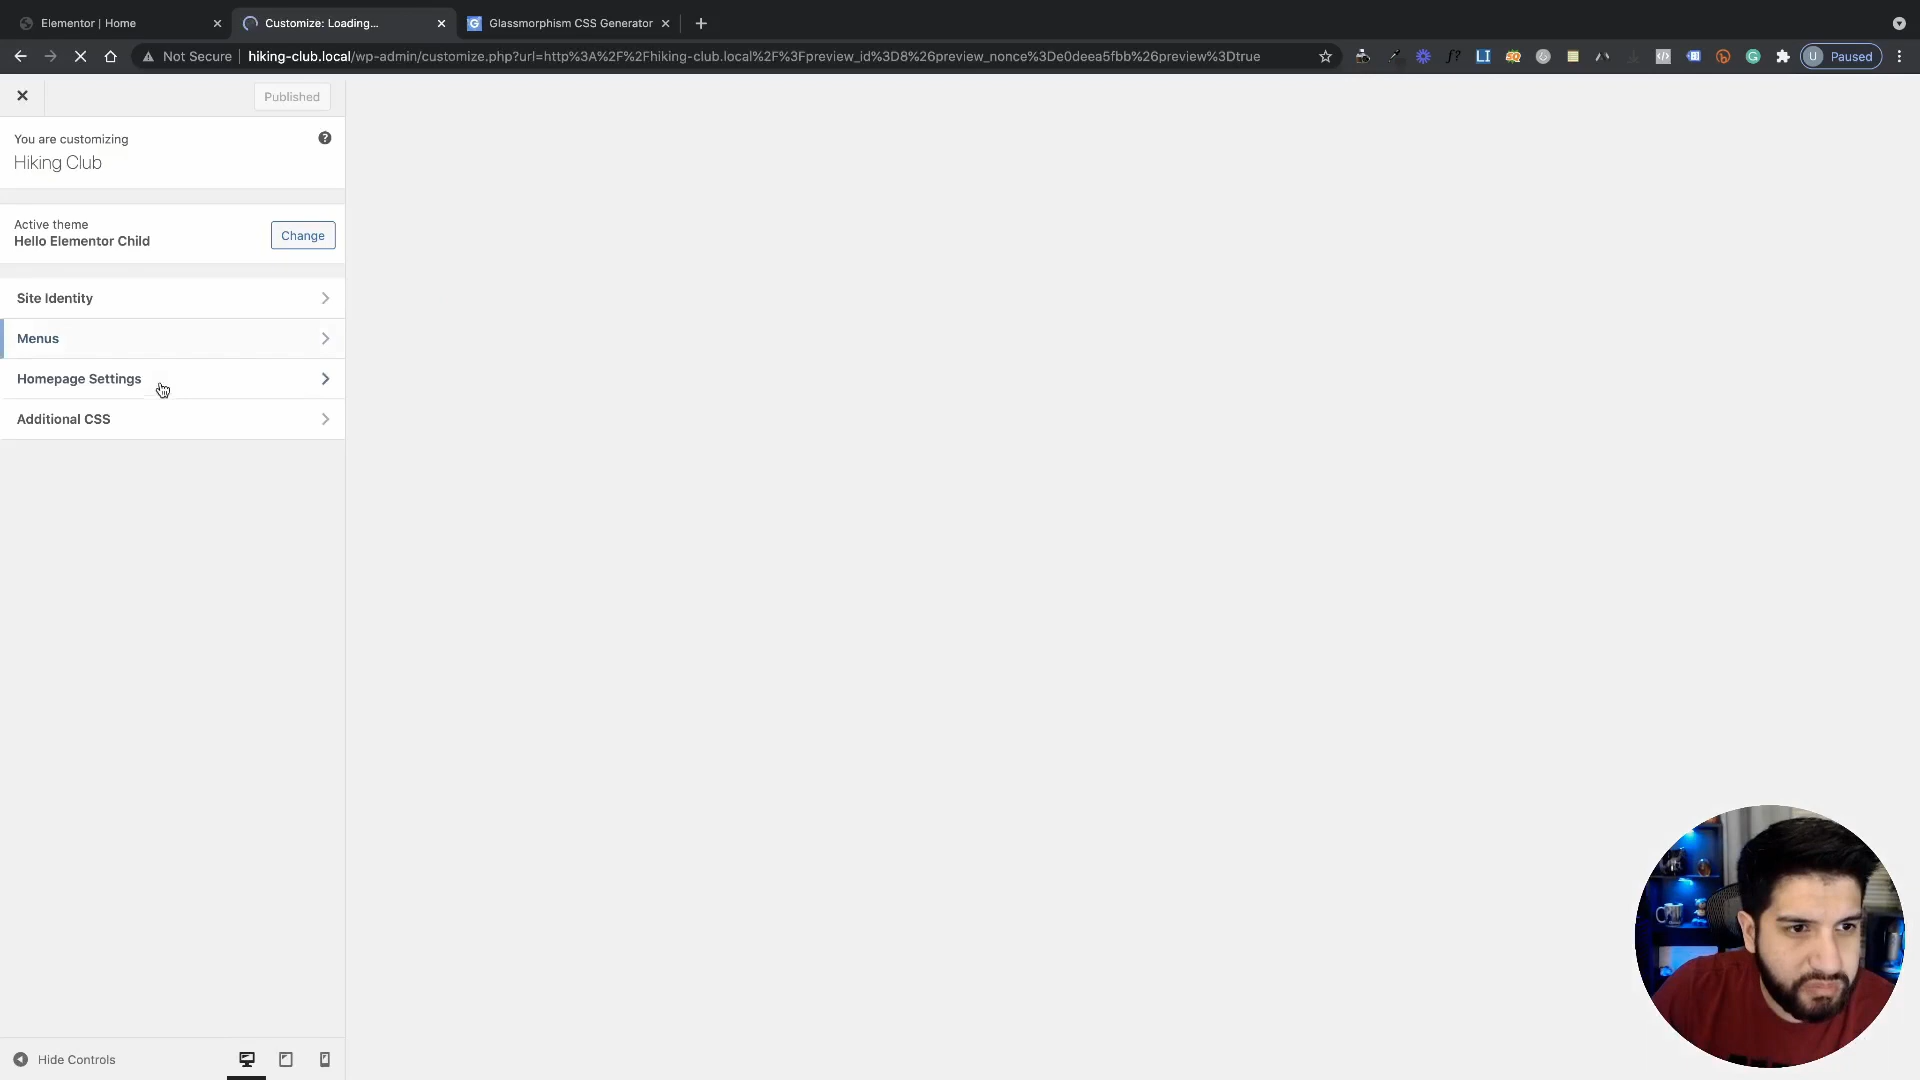 Elementor | Home
Customize: Loading...
Glassmorphism CSS Generator
Not Secure
hiking-club.local/wp-admin/customize.php?url=http%3A%2F%2Fhiking-club.local%2F%3Fpreview_id%3D8%26preview_nonce%3De0deea5fbb%26preview%3Dtrue
f?
LI
U
Paused
Published
You are customizing
Hiking Club
Active theme
Hello Elementor Child
Change
Site Identity
Menus
Homepage Settings
Additional CSS
Hide Controls